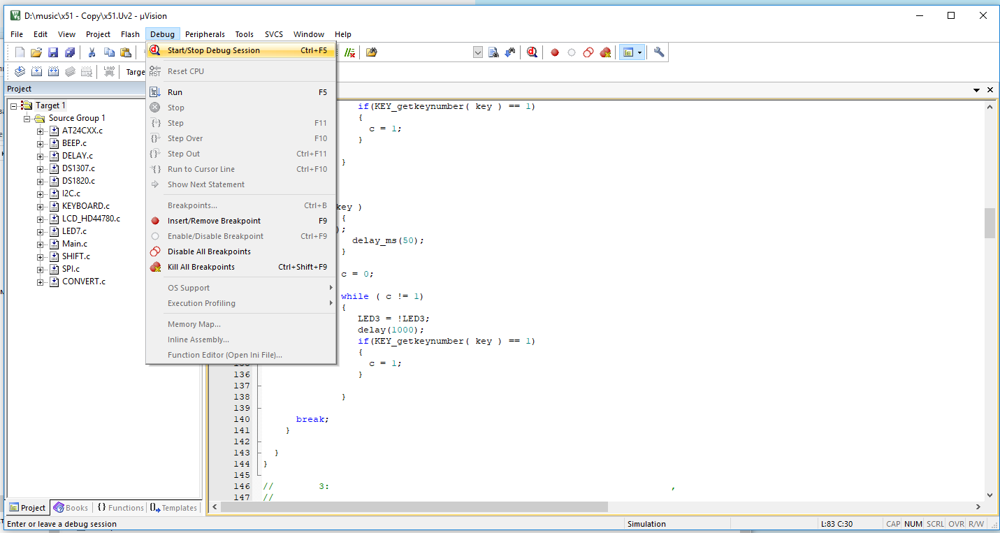 D:\music\x51 - Copy\x51.Uv2 - µVision
File Edit View Project Flash Debug Peripherals Tools SVCS Window Help
Start/Stop Debug Session Ctrl+F5
LOAD
Targe
Reset CPU
Run F5
Stop
Step F11
Step Over F10
Step Out Ctrl+F11
Run to Cursor Line Ctrl+F10
Show Next Statement
Breakpoints... Ctrl+B
Insert/Remove Breakpoint F9
Enable/Disable Breakpoint Ctrl+F9
Disable All Breakpoints
Kill All Breakpoints Ctrl+Shift+F9
OS Support
Execution Profiling
Memory Map...
Inline Assembly...
Function Editor (Open Ini File)...
Project
Target 1
Source Group 1
AT24CXX.c
BEEP.c
DELAY.c
DS1307.c
DS1820.c
I2C.c
KEYBOARD.c
LCD_HD44780.c
LED7.c
Main.c
SHIFT.c
SPI.c
CONVERT.c
if(KEY_getkeynumber( key ) == 1)
{
c = 1;
}
}
key )
{
);
delay_ms(50);
}
c = 0;
while ( c != 1)
{
LED3 = !LED3;
delay(1000);
if(KEY_getkeynumber( key ) == 1)
{
c = 1;
136 }
137
138 }
139
140 break;
141 }
142
143 }
144 }
145
146 // 3: ,
147 //
Project Books {} Functions Templates
Enter or leave a debug session Simulation L:83 C:30 CAP NUM SCRL OVR R/W